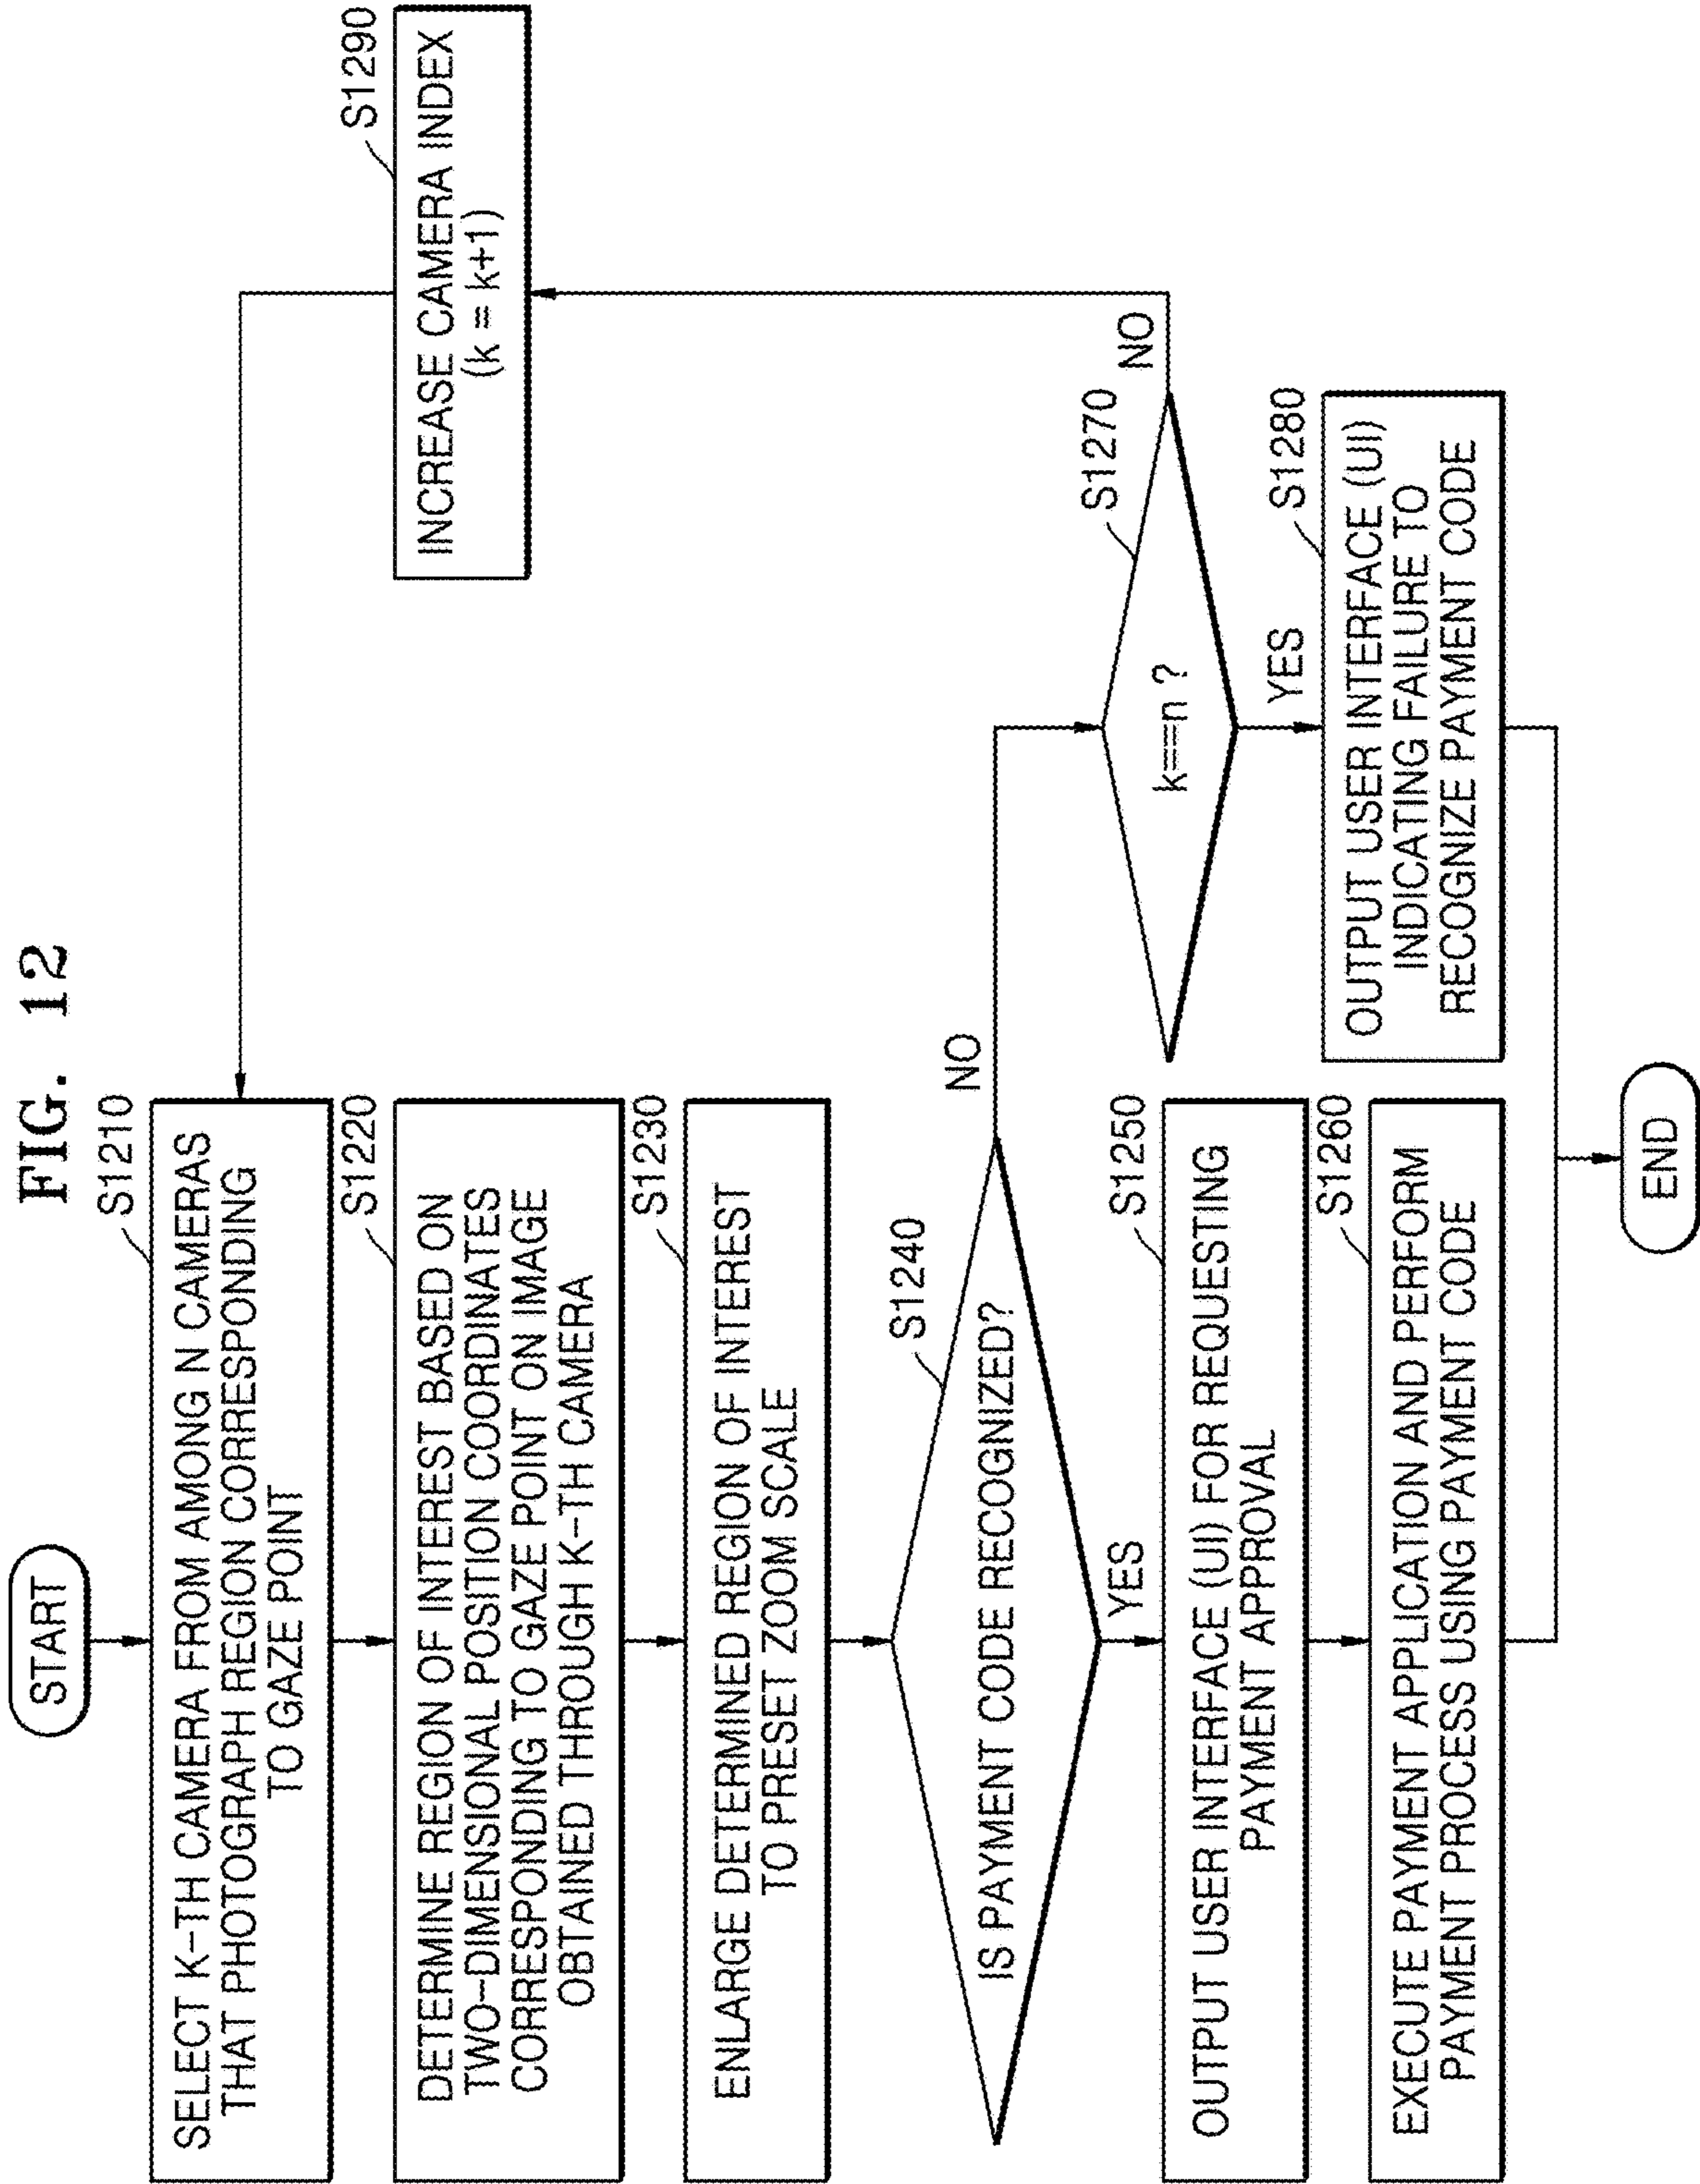 FIG. 12
START
S1210
SELECT K-TH CAMERA FROM AMONG N CAMERAS
THAT PHOTOGRAPH REGION CORRESPONDING
TO GAZE POINT
S1220
DETERMINE REGION OF INTEREST BASED ON
TWO-DIMENSIONAL POSITION COORDINATES
CORRESPONDING TO GAZE POINT ON IMAGE
OBTAINED THROUGH K-TH CAMERA
S1290
INCREASE CAMERA INDEX
(k = k+1)
S1230
ENLARGE DETERMINED REGION OF INTEREST
TO PRESET ZOOM SCALE
S1240
IS PAYMENT CODE RECOGNIZED?
NO
YES
S1270
k==n ?
NO
YES
S1250
OUTPUT USER INTERFACE (UI) FOR REQUESTING
PAYMENT APPROVAL
S1280
OUTPUT USER INTERFACE (UI)
INDICATING FAILURE TO
RECOGNIZE PAYMENT CODE
S1260
EXECUTE PAYMENT APPLICATION AND PERFORM
PAYMENT PROCESS USING PAYMENT CODE
END